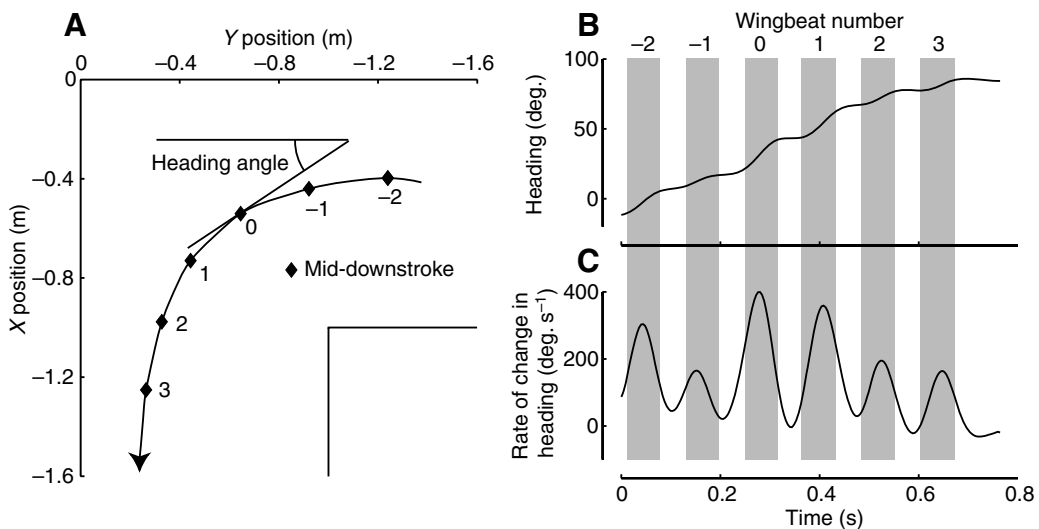 A
Y position (m)
0 –0.4 –0.8 –1.2 –1.6
0
–0.4
–0.8
–1.2
–1.6
X position (m)
Heading angle
–2
–1
0
1
2
3
Mid-downstroke
B
Wingbeat number
–2 –1 0 1 2 3
100
50
0
Heading (deg.)
C
400
200
0
Rate of change in
heading (deg. s⁻¹)
0 0.2 0.4 0.6 0.8
Time (s)